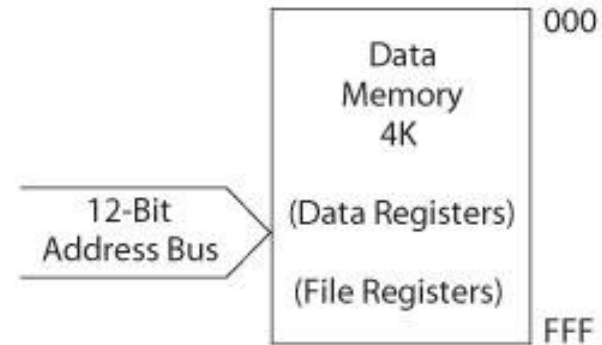 000
Data
Memory
4K
12-Bit
Address Bus
(Data Registers)
(File Registers)
FFF